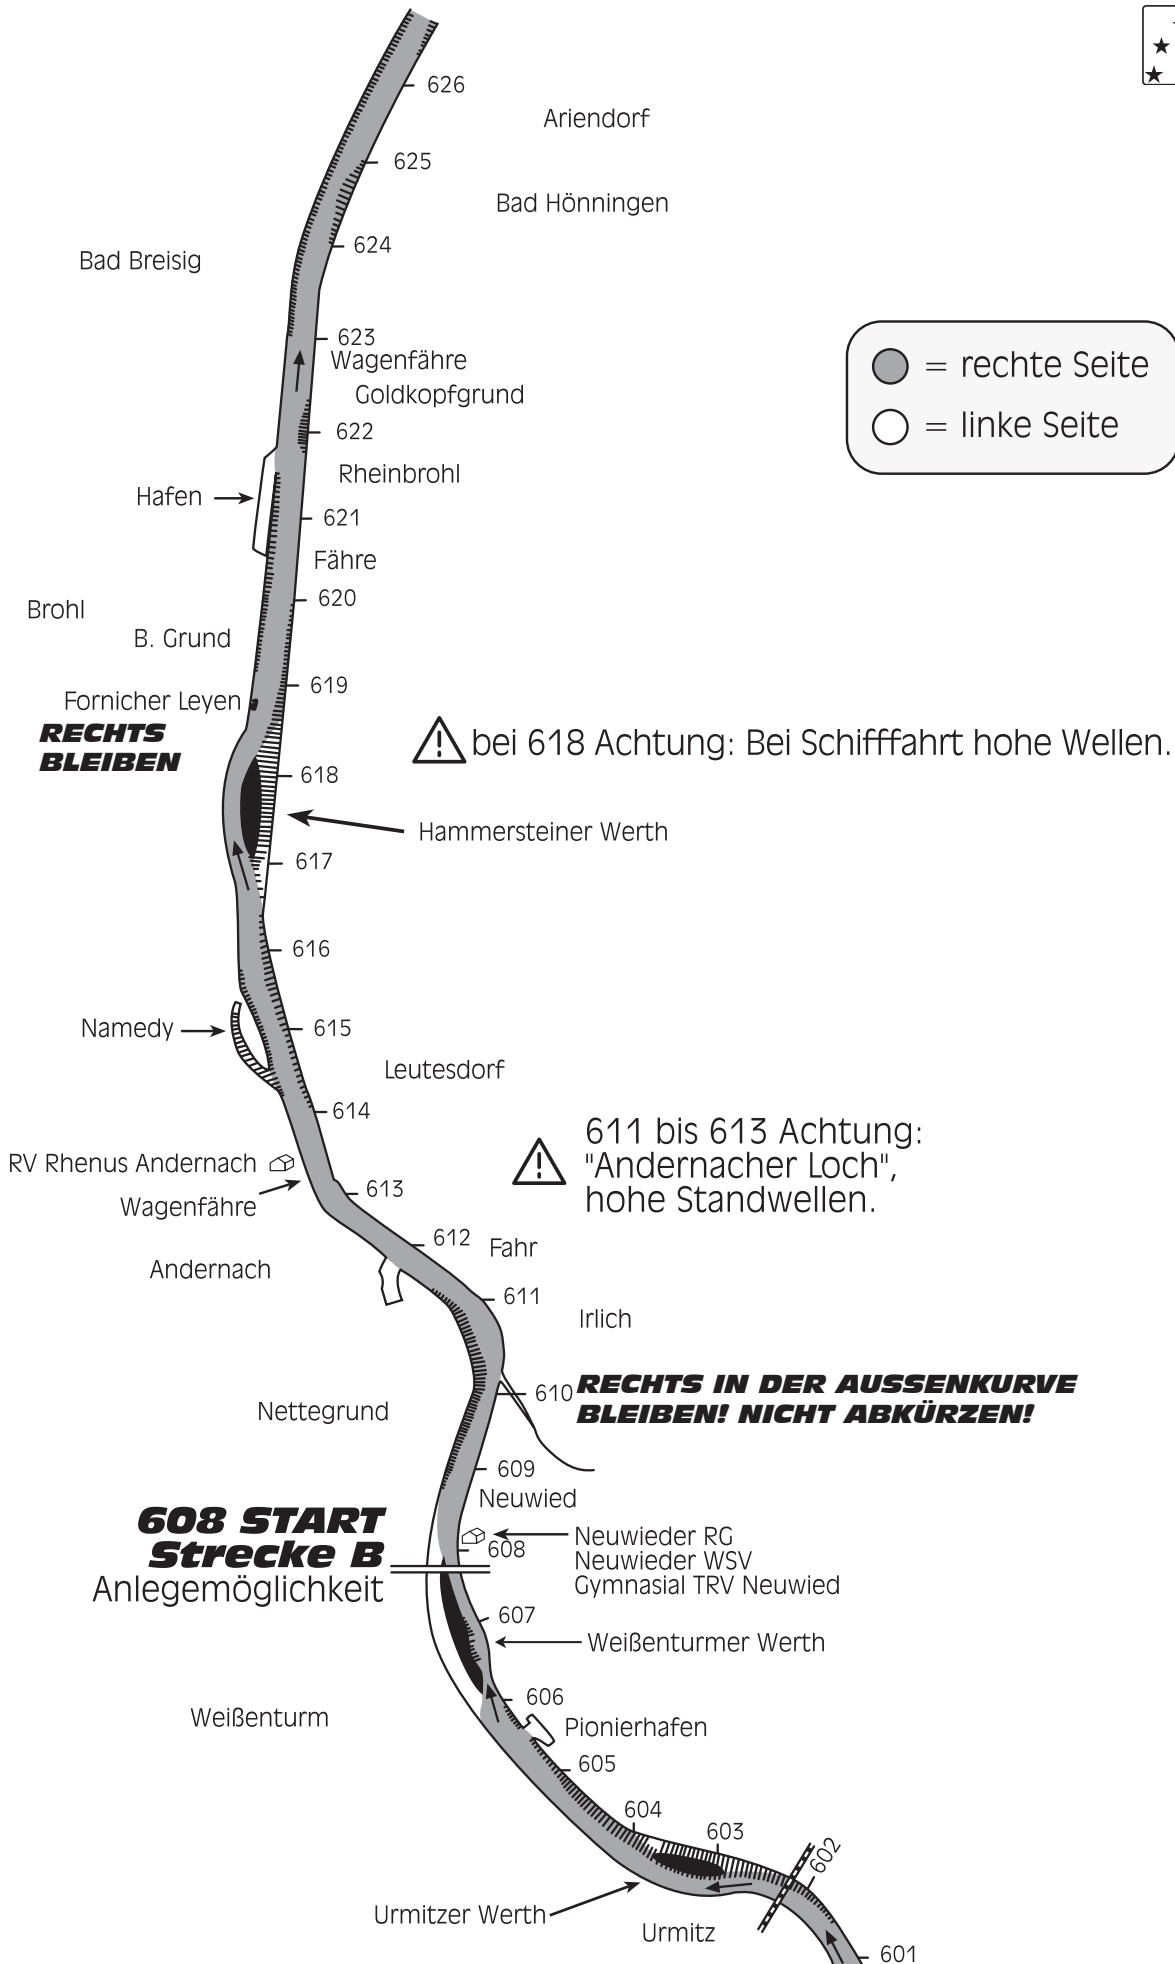 626
Ariendorf
625
Bad Hönningen
624
Bad Breisig
623
Wagenfähre
Goldkopfgrund
= rechte Seite
= linke Seite
622
Rheinbrohl
Hafen
621
Fähre
620
Brohl
B. Grund
619
Fornicher Leyen
RECHTS
BLEIBEN
bei 618 Achtung: Bei Schifffahrt hohe Wellen.
618
Hammersteiner Werth
617
616
Namedy
615
Leutesdorf
614
611 bis 613 Achtung:
"Andernacher Loch",
hohe Standwellen.
RV Rhenus Andernach
613
Wagenfähre
612
Fahr
Andernach
611
Irlich
610
RECHTS IN DER AUSSENKURVE
BLEIBEN! NICHT ABKÜRZEN!
Nettegrund
609
Neuwied
608 START
Strecke B
Anlegemöglichkeit
608
Neuwieder RG
Neuwieder WSV
Gymnasial TRV Neuwied
607
Weißenturmer Werth
606
Weißenturm
Pionierhafen
605
604
603
602
Urmitzer Werth
Urmitz
601